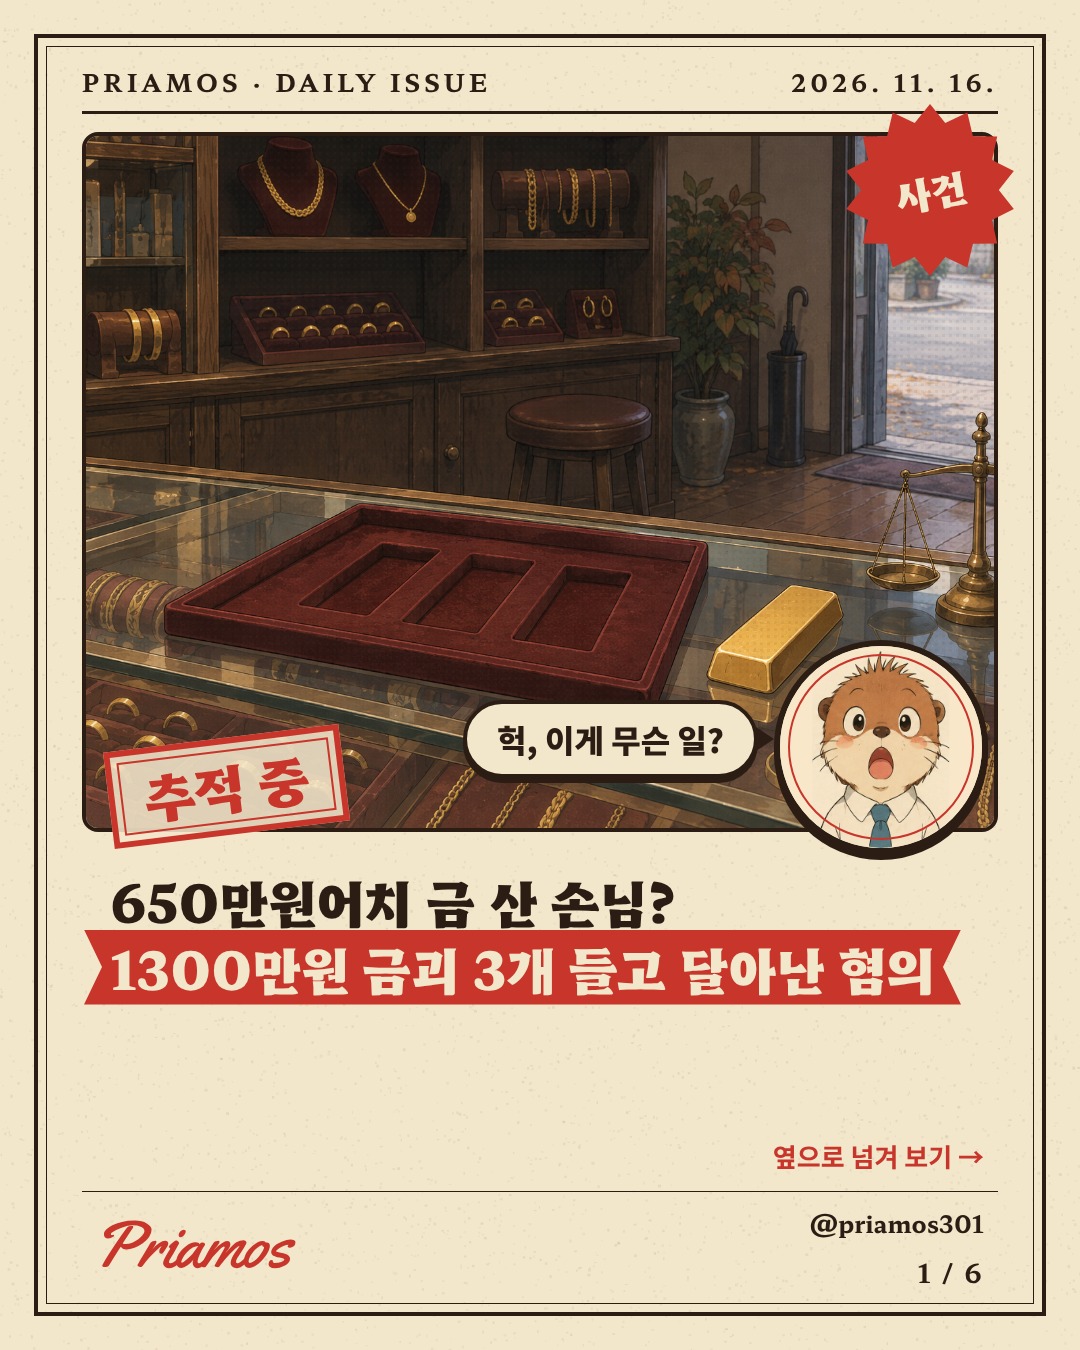 PRIAMOS · DAILY ISSUE
2026. 11. 16.
사건
헉, 이게 무슨 일?
추적 중
650만원어치 금 산 손님?
1300만원 금괴 3개 들고 달아난 혐의
옆으로 넘겨 보기 →
Priamos
@priamos301
1 / 6